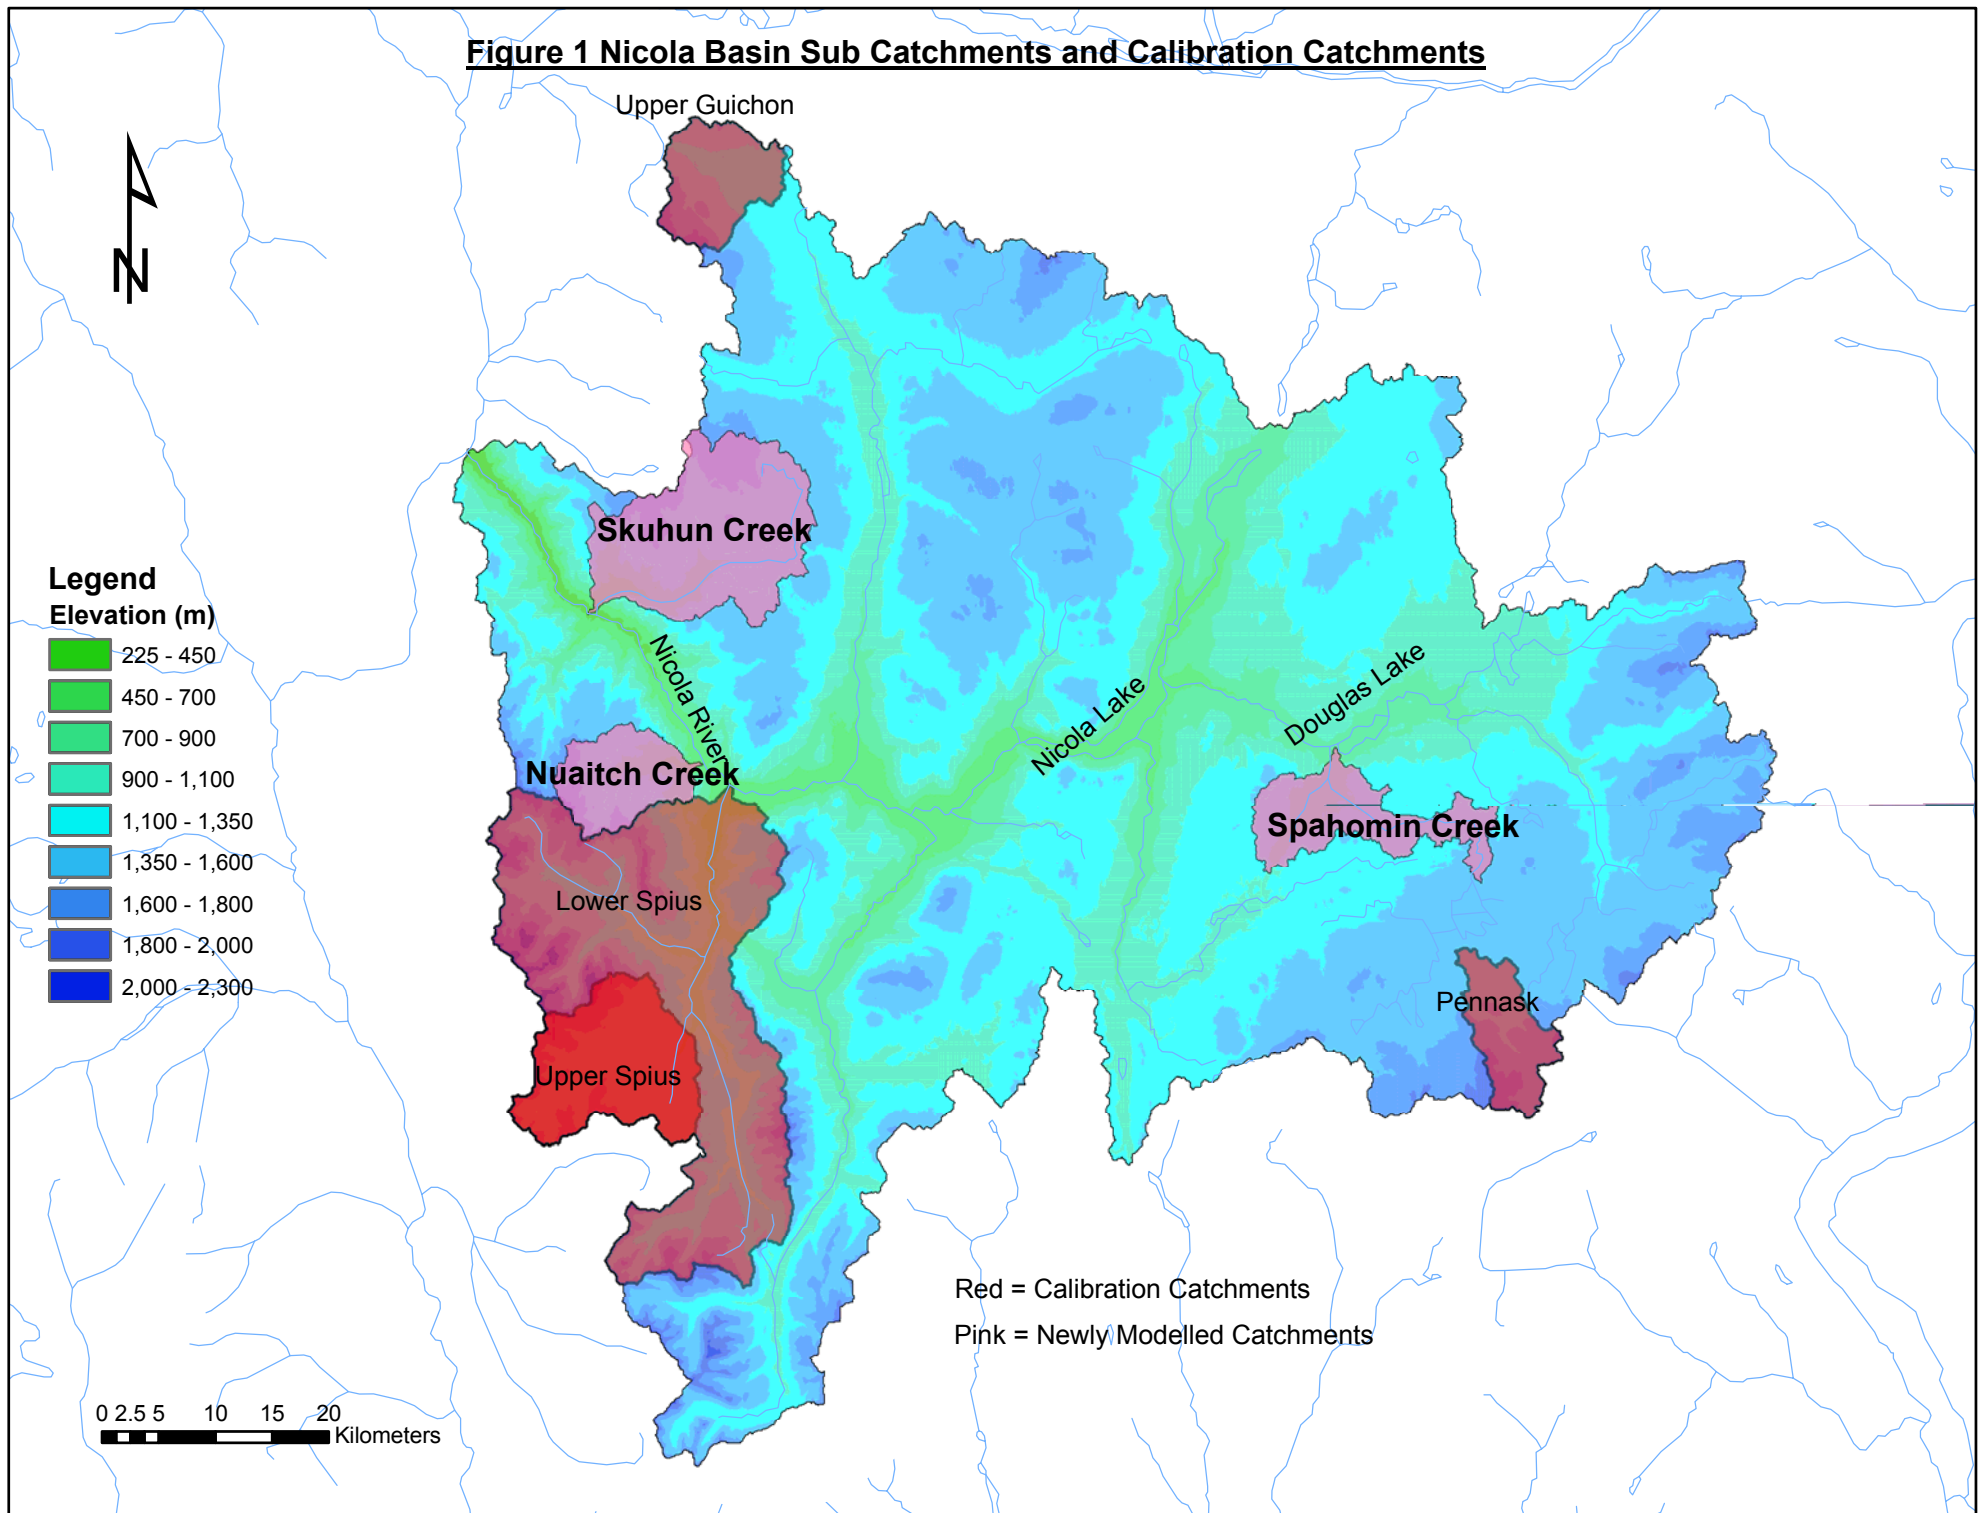 Figure 1 Nicola Basin Sub Catchments and Calibration Catchments
Upper Guichon
N
Skuhun Creek
Legend
Elevation (m)
225 - 450
450 - 700
700 - 900
900 - 1,100
1,100 - 1,350
1,350 - 1,600
1,600 - 1,800
1,800 - 2,000
2,000 - 2,300
Nicola River
Nicola Lake
Douglas Lake
Nuaitch Creek
Spahomin Creek
Lower Spius
Pennask
Upper Spius
Red = Calibration Catchments
Pink = Newly Modelled Catchments
0 2.5 5 10 15 20
Kilometers